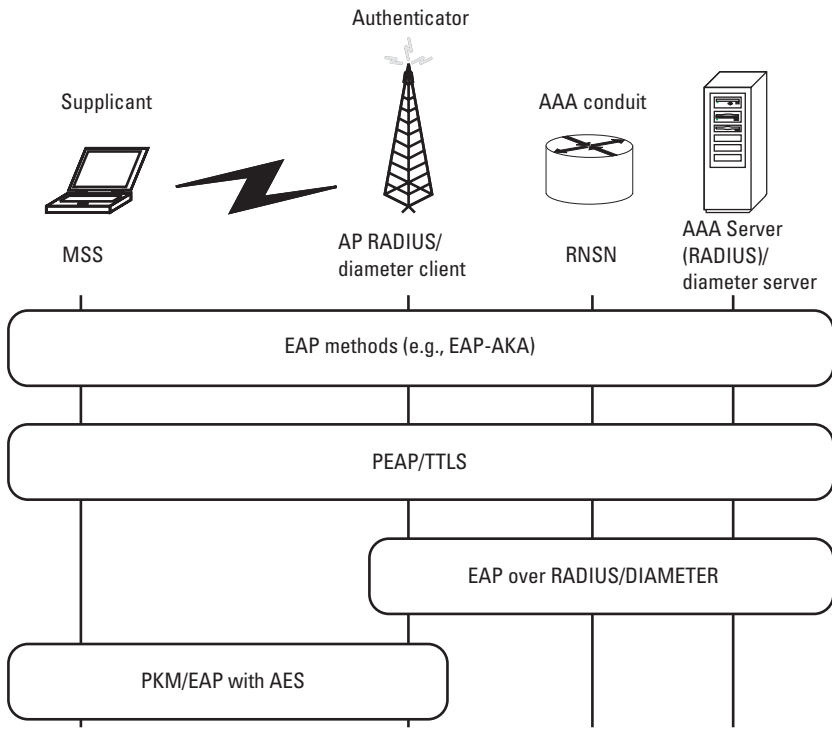 Authenticator
Supplicant
AAA conduit
MSS
AP RADIUS/
diameter client
RNSN
AAA Server
(RADIUS)/
diameter server
EAP methods (e.g., EAP-AKA)
PEAP/TTLS
EAP over RADIUS/DIAMETER
PKM/EAP with AES